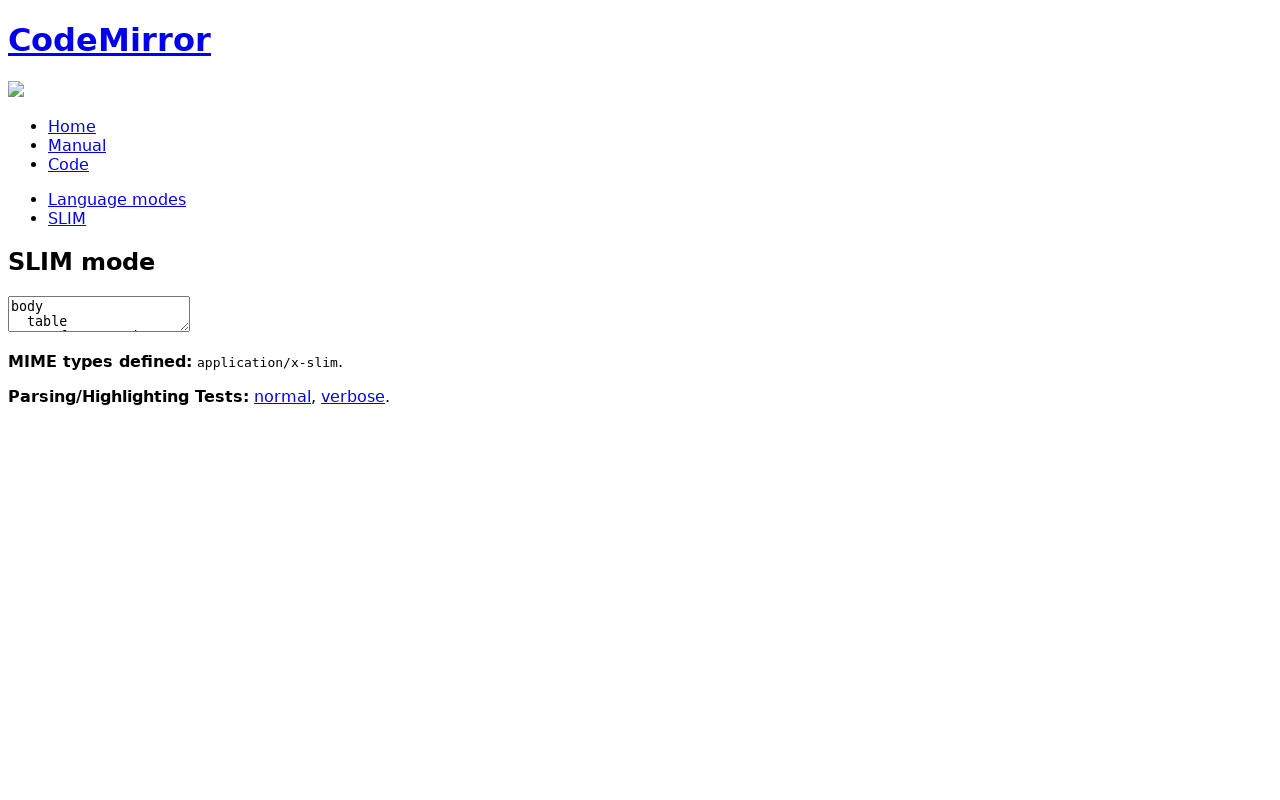 CodeMirror
Home
Manual
Code
Language modes
SLIM
SLIM mode
body
table
MIME types defined: application/x-slim.
Parsing/Highlighting Tests: normal, verbose.